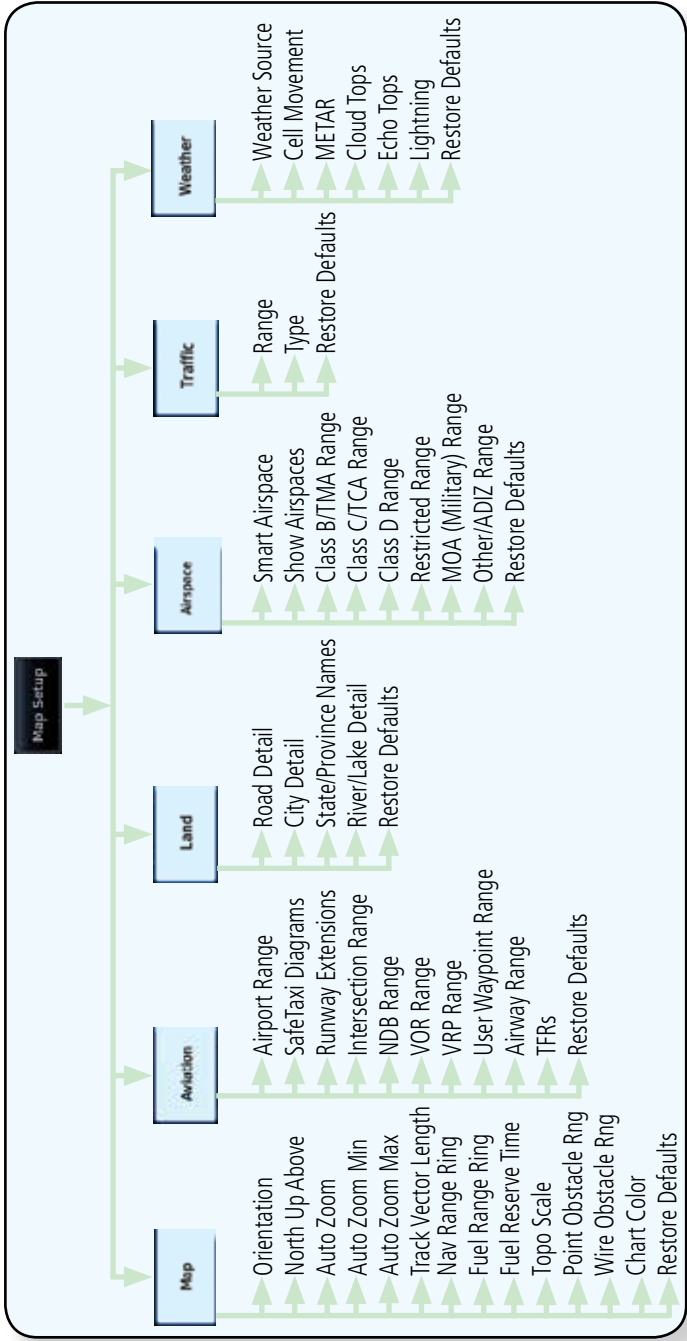 Map Setup
Map
Orientation
North Up Above
Auto Zoom
Auto Zoom Min
Auto Zoom Max
Track Vector Length
Nav Range Ring
Fuel Range Ring
Fuel Reserve Time
Topo Scale
Point Obstacle Rng
Wire Obstacle Rng
Chart Color
Restore Defaults
Aviation
Airport Range
SafeTaxi Diagrams
Runway Extensions
Intersection Range
NDB Range
VOR Range
VRP Range
User Waypoint Range
Airway Range
TFRs
Restore Defaults
Land
Road Detail
City Detail
State/Province Names
River/Lake Detail
Restore Defaults
Airspace
Smart Airspace
Show Airspaces
Class B/TMA Range
Class C/TCA Range
Class D Range
Restricted Range
MOA (Military) Range
Other/ADIZ Range
Restore Defaults
Traffic
Range
Type
Restore Defaults
Weather
Weather Source
Cell Movement
METAR
Cloud Tops
Echo Tops
Lightning
Restore Defaults